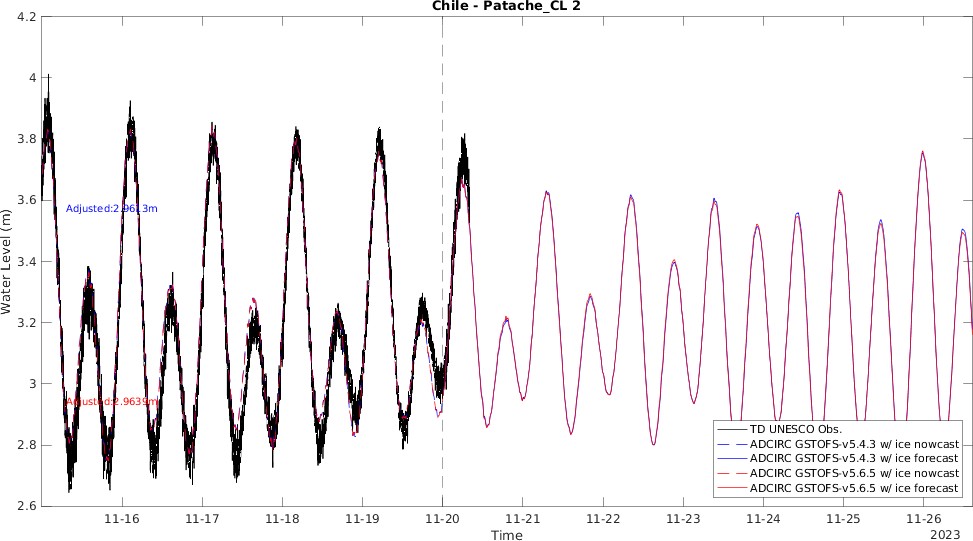 Chile - Patache_CL 2
4.2
4
3.8
3.6
3.4
3.2
3
2.8
2.6
Water Level (m)
Adjusted:2.9613m
Adjusted:2.9639m
TD UNESCO Obs.
ADCIRC GSTOFS-v5.4.3 w/ ice nowcast
ADCIRC GSTOFS-v5.4.3 w/ ice forecast
ADCIRC GSTOFS-v5.6.5 w/ ice nowcast
ADCIRC GSTOFS-v5.6.5 w/ ice forecast
11-16 11-17 11-18 11-19 11-20 11-21 11-22 11-23 11-24 11-25 11-26
Time
2023